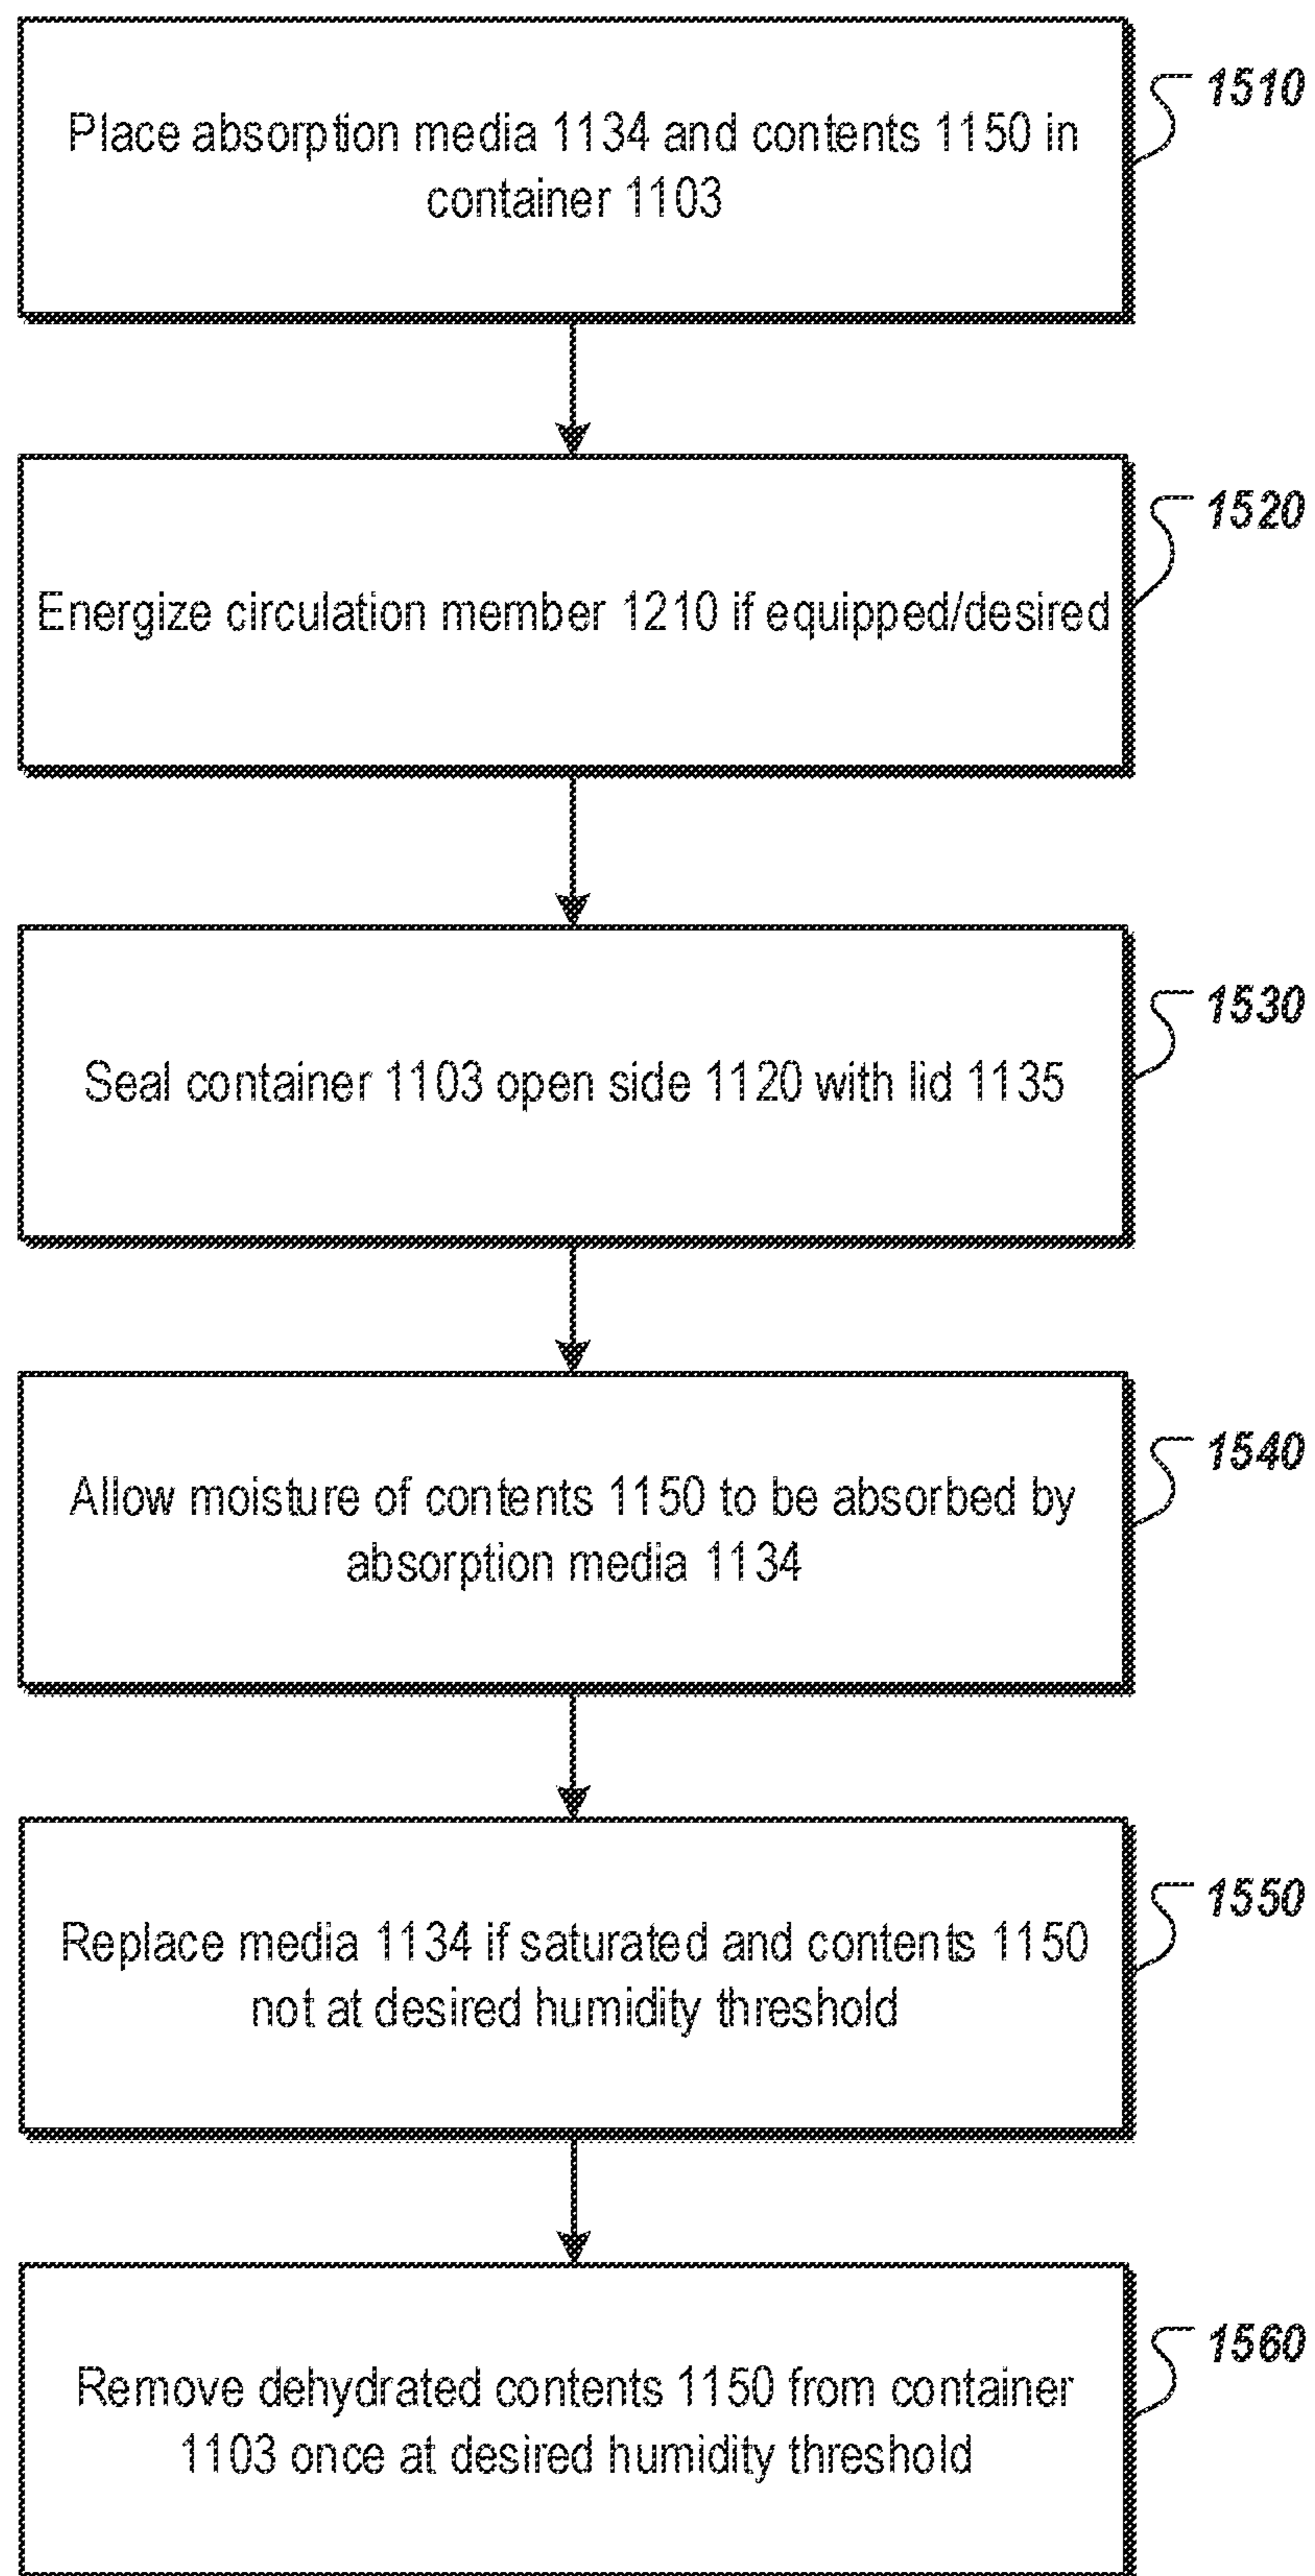 Place absorption media 1134 and contents 1150 in
container 1103
1510
Energize circulation member 1210 if equipped/desired
1520
Seal container 1103 open side 1120 with lid 1135
1530
Allow moisture of contents 1150 to be absorbed by
absorption media 1134
1540
Replace media 1134 if saturated and contents 1150
not at desired humidity threshold
1550
Remove dehydrated contents 1150 from container
1103 once at desired humidity threshold
1560